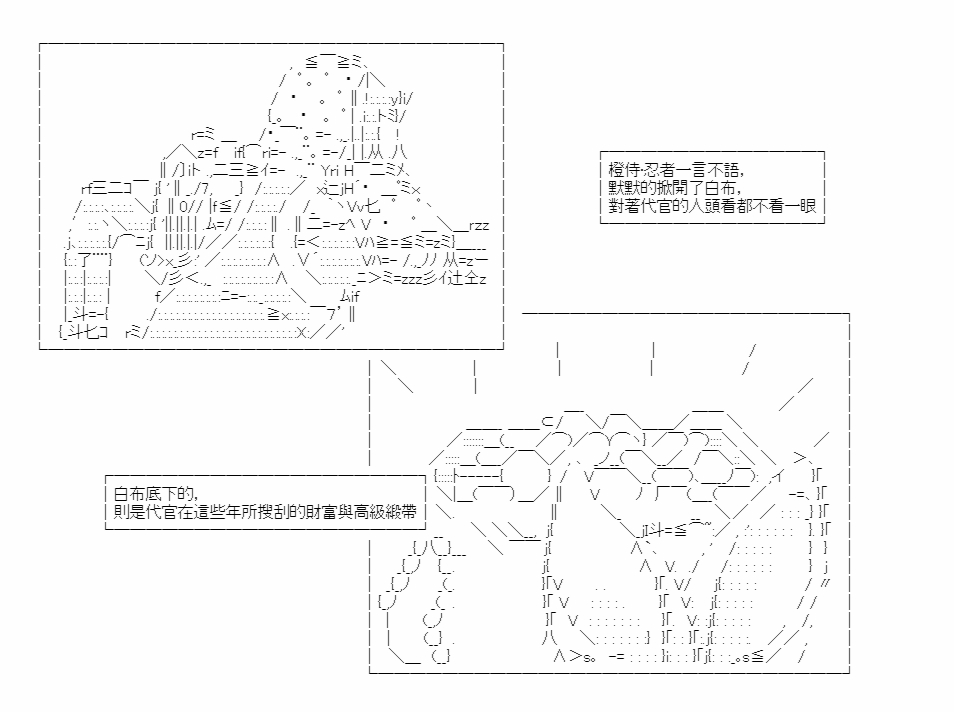 橙侍·忍者一言不語，
默默的掀開了白布，
對著代官的人頭看都不看一眼
白布底下的，
則是代官在這些年所搜刮的財富與高級緞帶